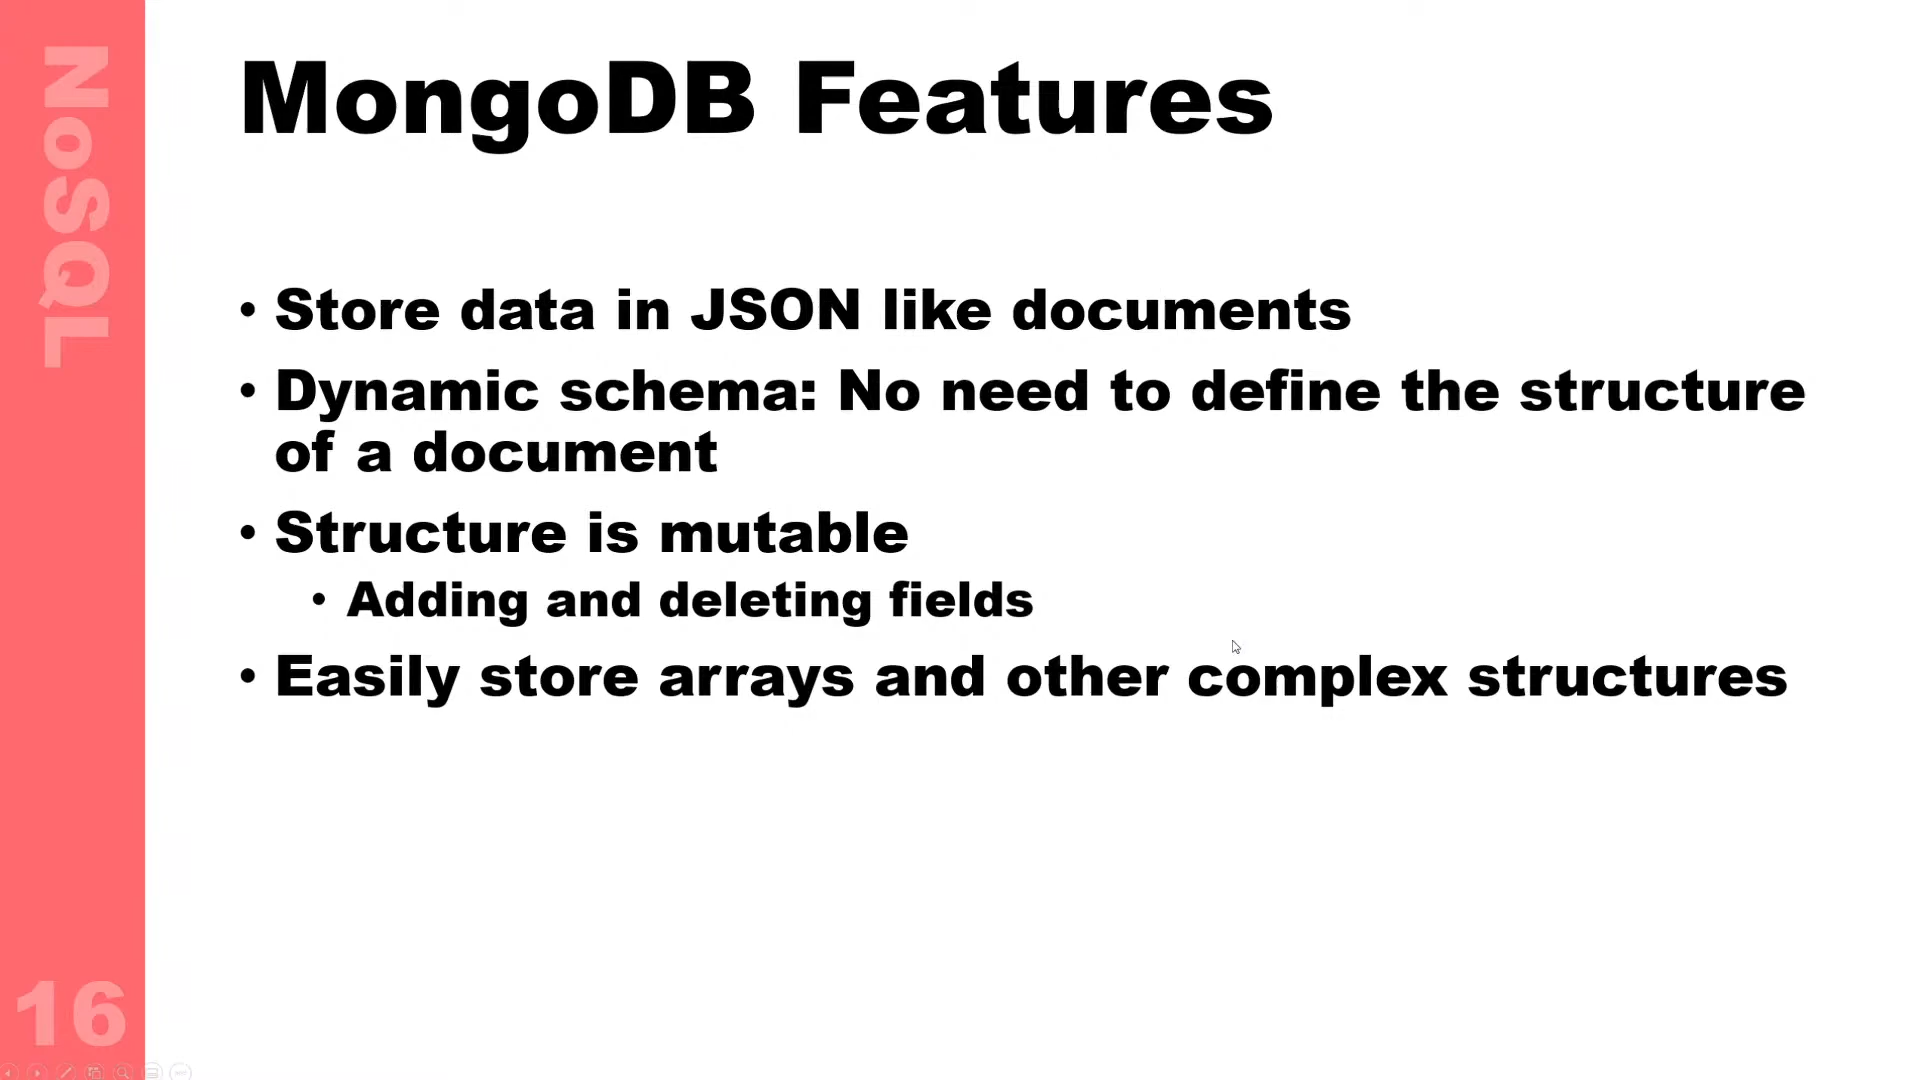 NoSQL
MongoDB Features
• Store data in JSON like documents
• Dynamic schema: No need to define the structure
of a document
• Structure is mutable
• Adding and deleting fields
• Easily store arrays and other complex structures
16